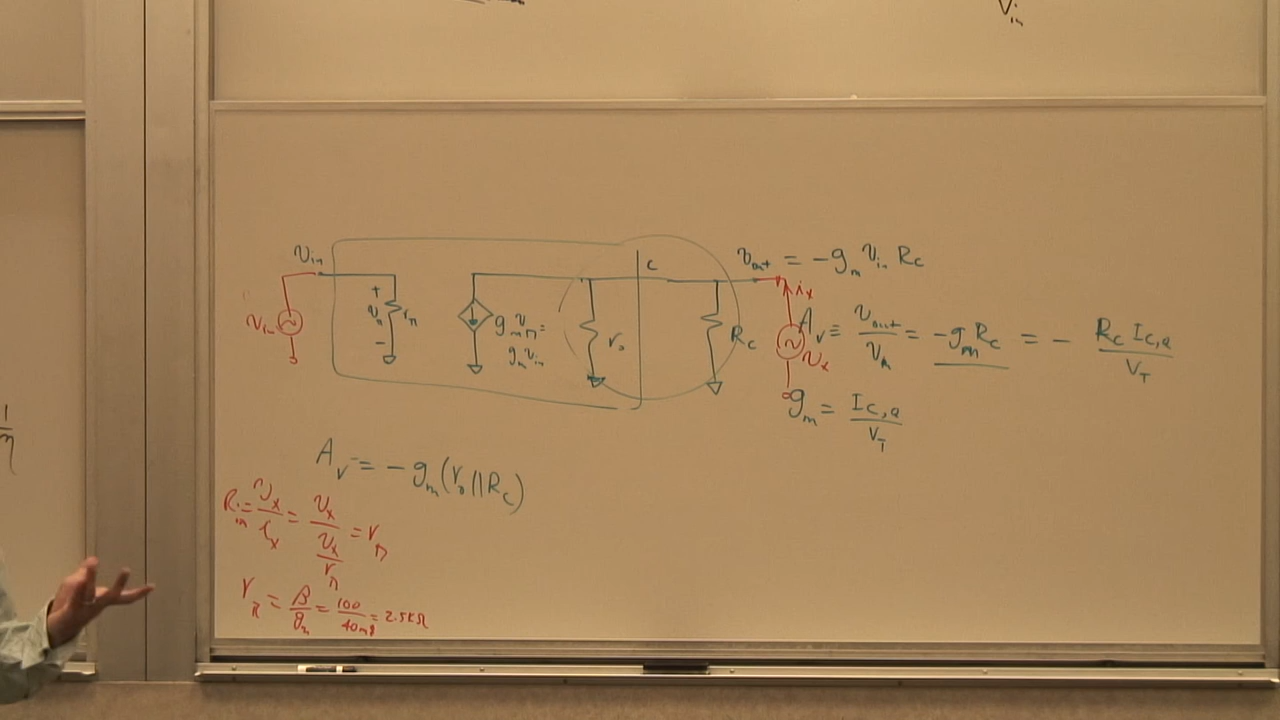 V_in
v_in
c
v_out = -g_m v_in R_c
i_x
v_in
+
v_π
-
r_π
g_m v_π =
g_m v_in
r_o
R_c
v_x
A_v = v_out / v_in = -g_m R_c = - R_c I_C,Q / V_T
g_m = I_C,Q / V_T
A_v = -g_m (r_o || R_c)
R_in = v_x / i_x = v_x / (v_x / r_π) = r_π
r_π = β / g_m = 100 / 40m℧ = 2.5KΩ